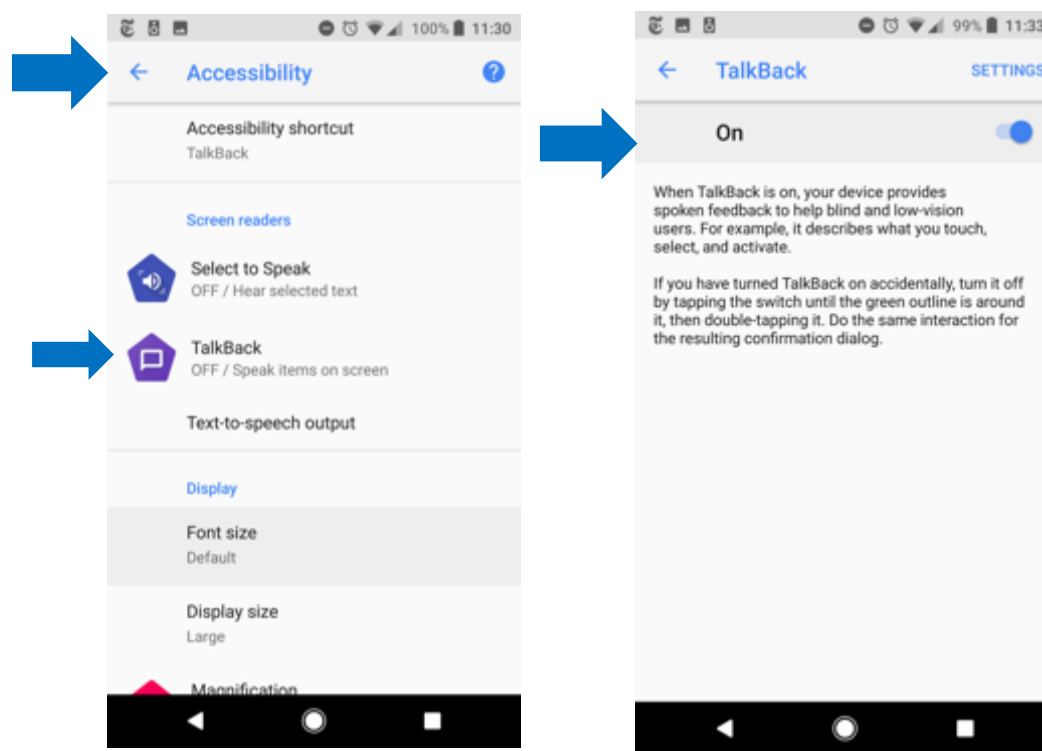 100% 11:30
Accessibility
?
Accessibility shortcut
TalkBack
Screen readers
Select to Speak
OFF / Hear selected text
TalkBack
OFF / Speak items on screen
Text-to-speech output
Display
Font size
Default
Display size
Large
Magnification
99% 11:33
TalkBack SETTINGS
On
When TalkBack is on, your device provides
spoken feedback to help blind and low-vision
users. For example, it describes what you touch,
select, and activate.
If you have turned TalkBack on accidentally, turn it off
by tapping the switch until the green outline is around
it, then double-tapping it. Do the same interaction for
the resulting confirmation dialog.